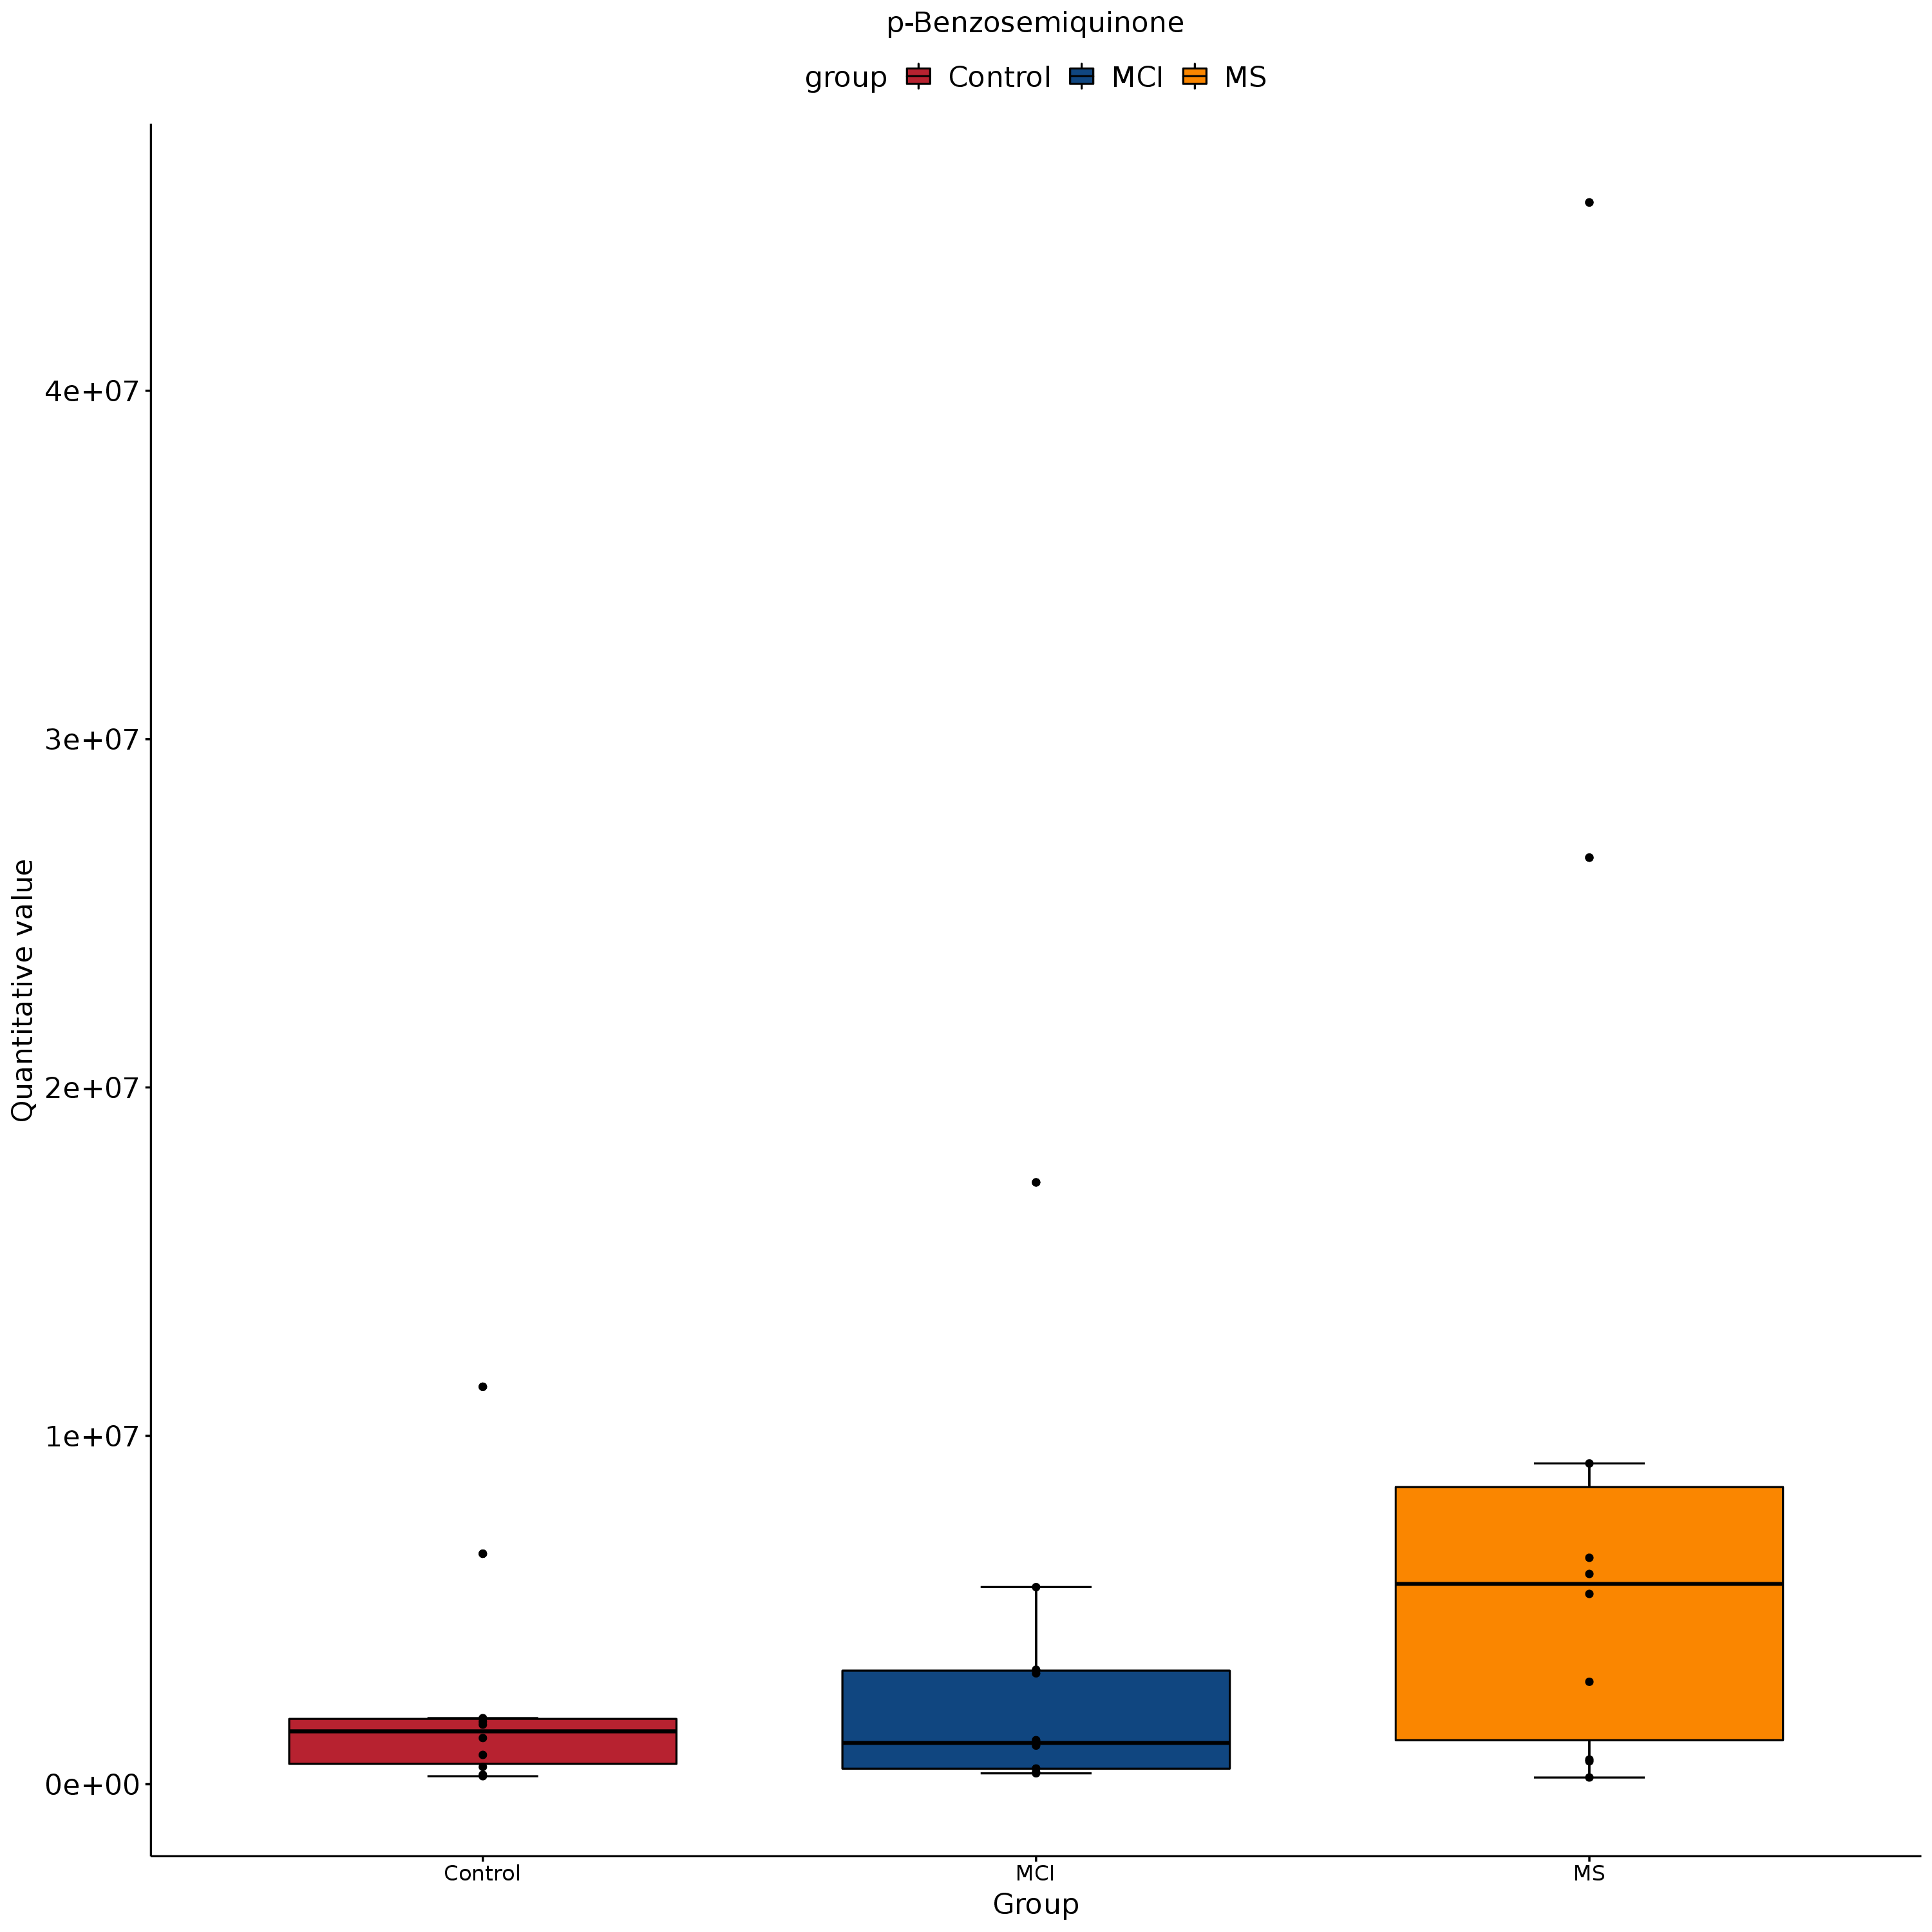 p-Benzosemiquinone
group Control MCI MS
4e+07
3e+07
2e+07
1e+07
0e+00
Quantitative value
Control MCI MS
Group